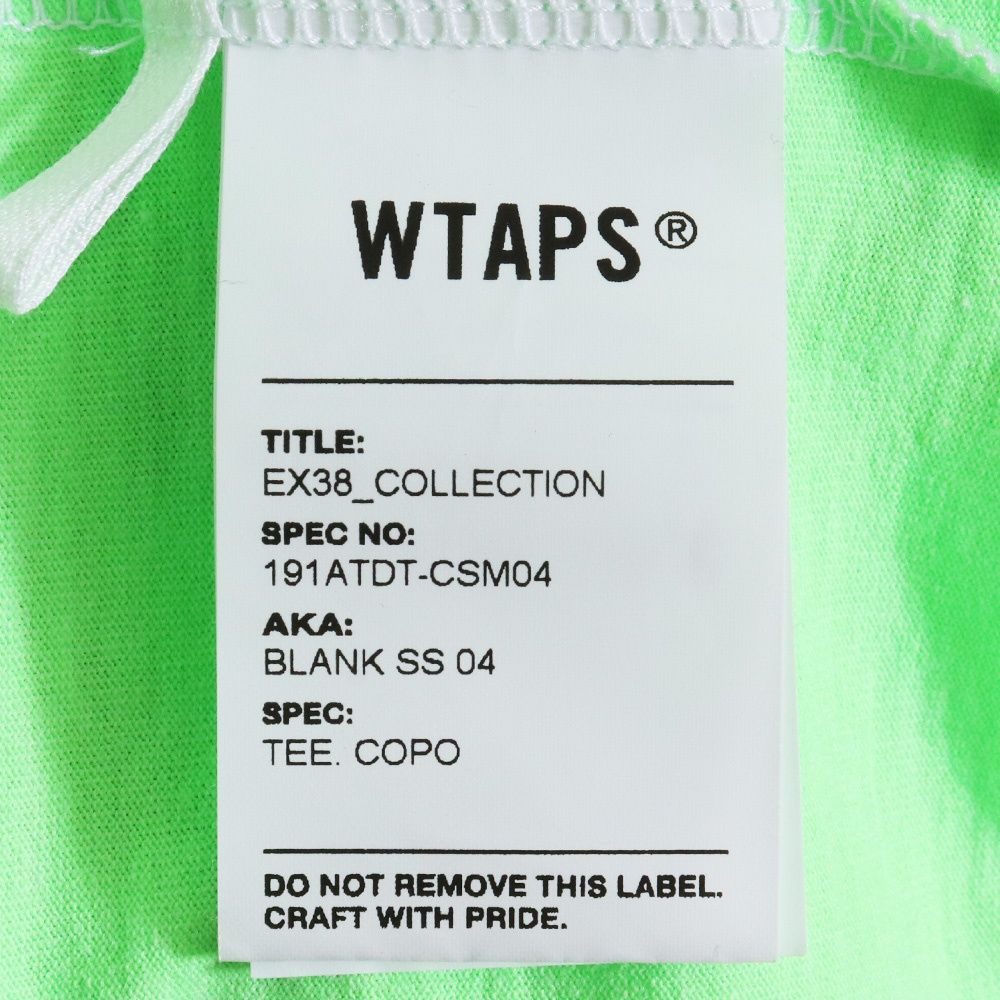 WTAPS®
TITLE:
EX38_COLLECTION
SPEC NO:
191ATDT-CSM04
AKA:
BLANK SS 04
SPEC:
TEE. COPO
DO NOT REMOVE THIS LABEL.
CRAFT WITH PRIDE.